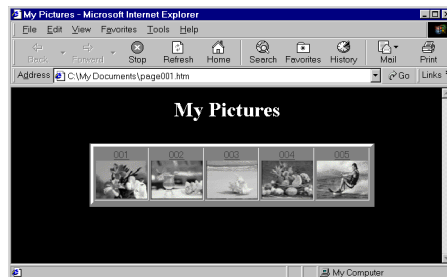 My Pictures - Microsoft Internet Explorer
File Edit View Favorites Tools Help
Back Forward Stop Refresh Home Search Favorites History Mail Print
Address C:\My Documents\page001.htm Go Links
My Pictures
001 002 003 004 005
My Computer